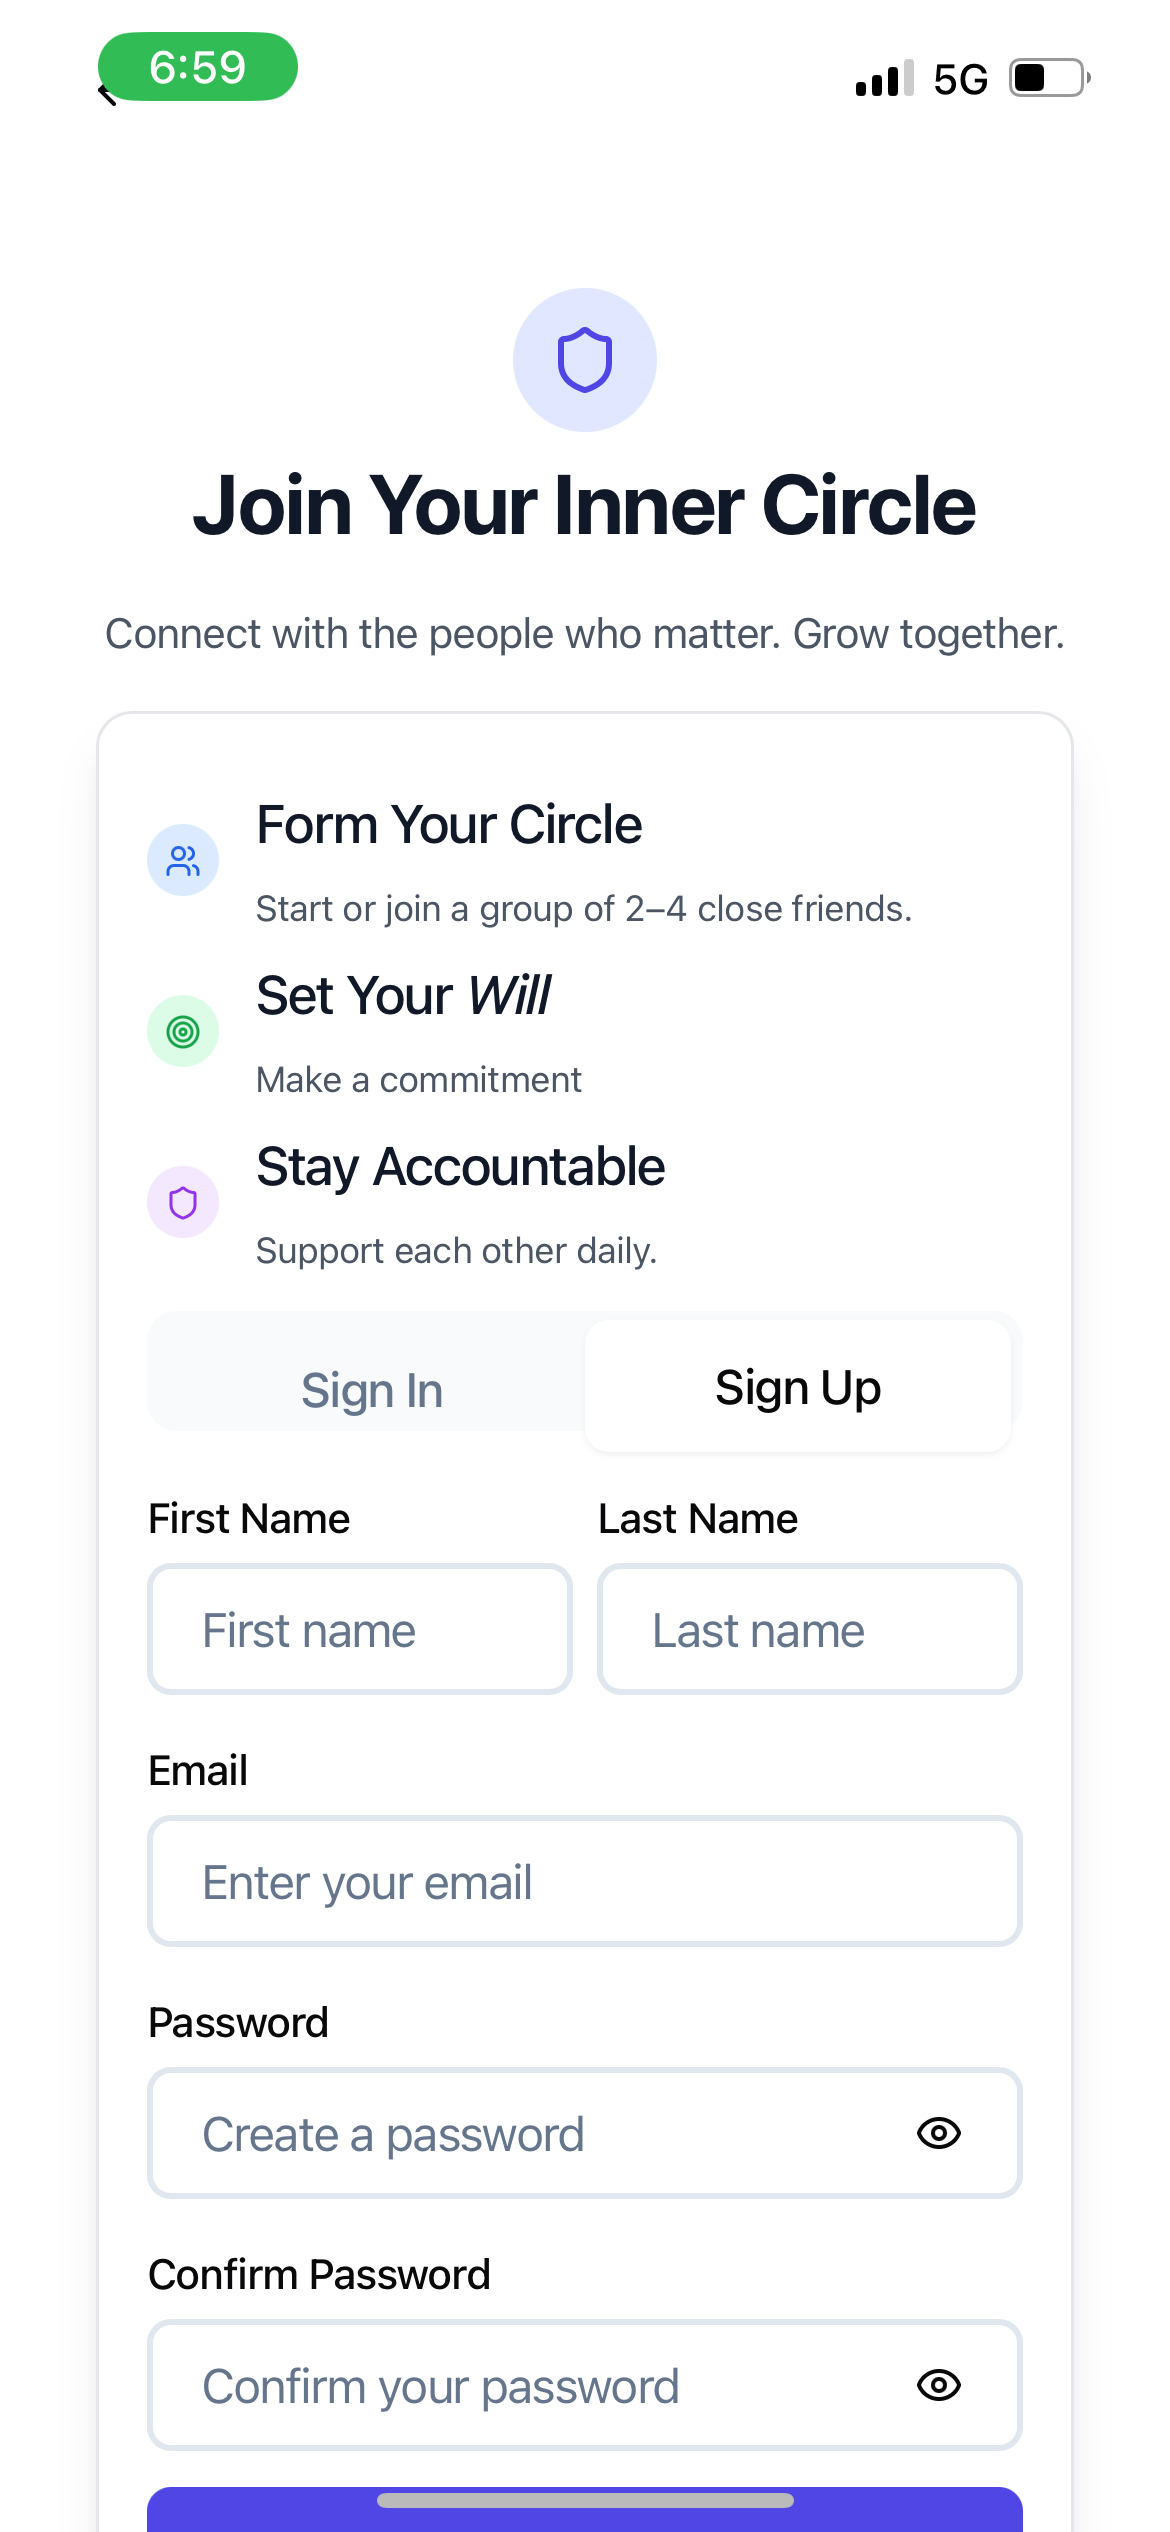 6:59
5G
Join Your Inner Circle
Connect with the people who matter. Grow together.
Form Your Circle
Start or join a group of 2–4 close friends.
Set Your Will
Make a commitment
Stay Accountable
Support each other daily.
Sign In
Sign Up
First Name
Last Name
First name
Last name
Email
Enter your email
Password
Create a password
Confirm Password
Confirm your password